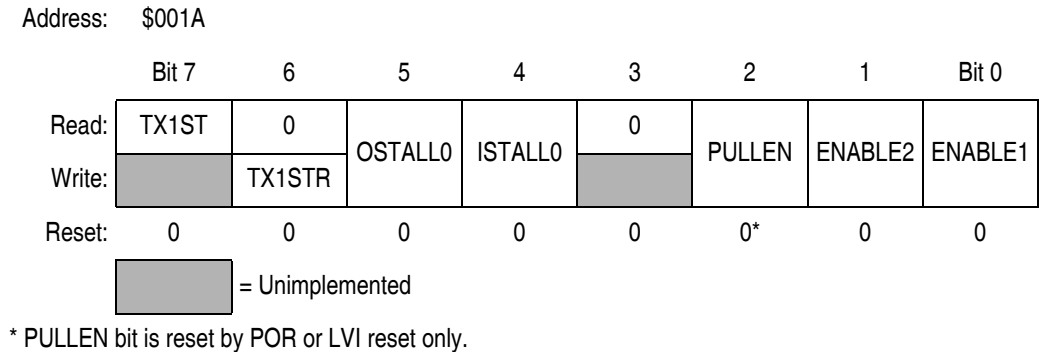 Address: $001A
Bit 7 6 5 4 3 2 1 Bit 0
Read: TX1ST 0 OSTALL0 ISTALL0 0 PULLEN ENABLE2 ENABLE1
Write: TX1STR
Reset: 0 0 0 0 0 0* 0 0
= Unimplemented
* PULLEN bit is reset by POR or LVI reset only.